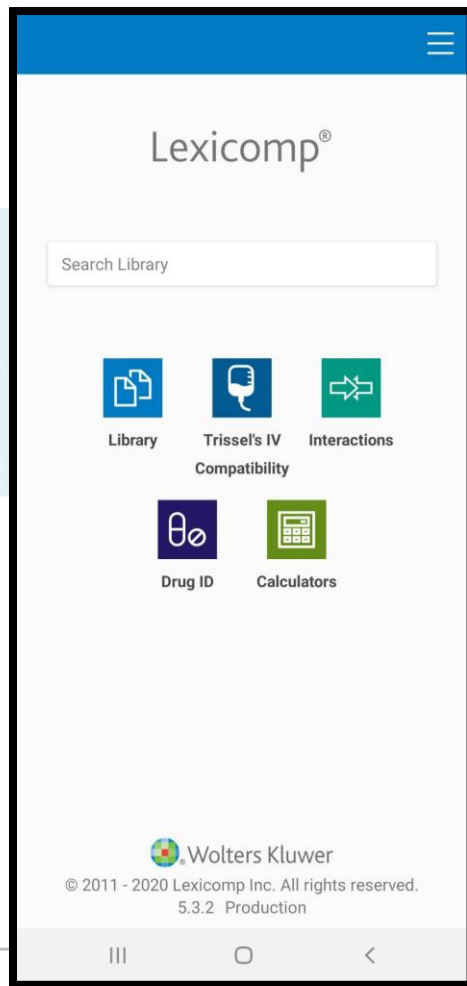 Lexicomp®
Search Library
Library
Trissel's IV
Compatibility
Interactions
Drug ID
Calculators
Wolters Kluwer
© 2011 - 2020 Lexicomp Inc. All rights reserved.
5.3.2 Production